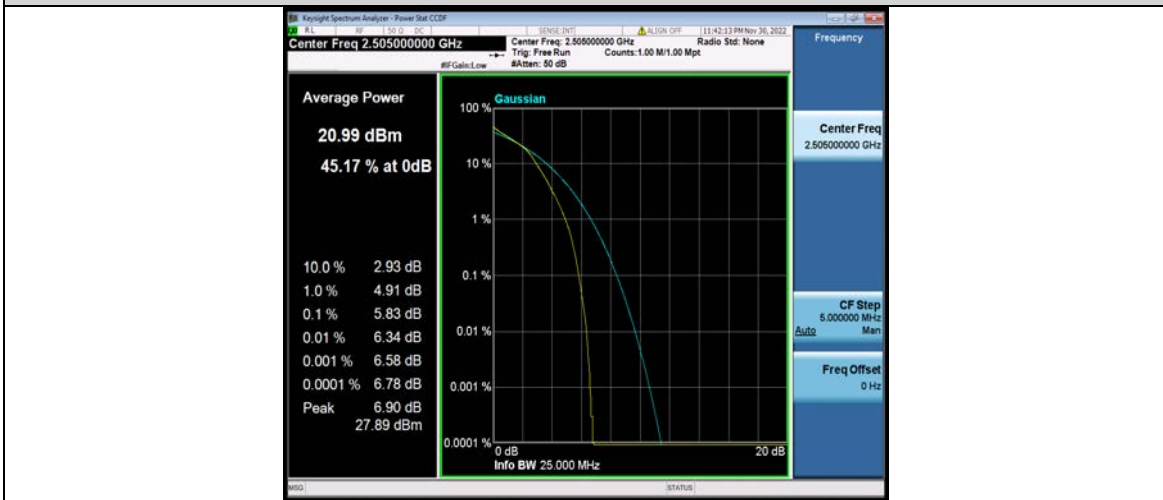 Keysight Spectrum Analyzer - Power Stat CCDF
RL RF 50 Ω DC SENSE:INT ALIGN OFF 11:42:13 PM Nov 30, 2022
Center Freq 2.505000000 GHz
Center Freq: 2.505000000 GHz Radio Std: None
Trig: Free Run Counts:1.00 M/1.00 Mpt
#IFGain:Low #Atten: 50 dB
Frequency
Average Power
20.99 dBm
45.17 % at 0dB
10.0 % 2.93 dB
1.0 % 4.91 dB
0.1 % 5.83 dB
0.01 % 6.34 dB
0.001 % 6.58 dB
0.0001 % 6.78 dB
Peak 6.90 dB
27.89 dBm
Gaussian
100 %
10 %
1 %
0.1 %
0.01 %
0.001 %
0.0001 %
0 dB 20 dB
Info BW 25.000 MHz
Center Freq
2.505000000 GHz
CF Step
5.000000 MHz
Auto Man
Freq Offset
0 Hz
MSG STATUS